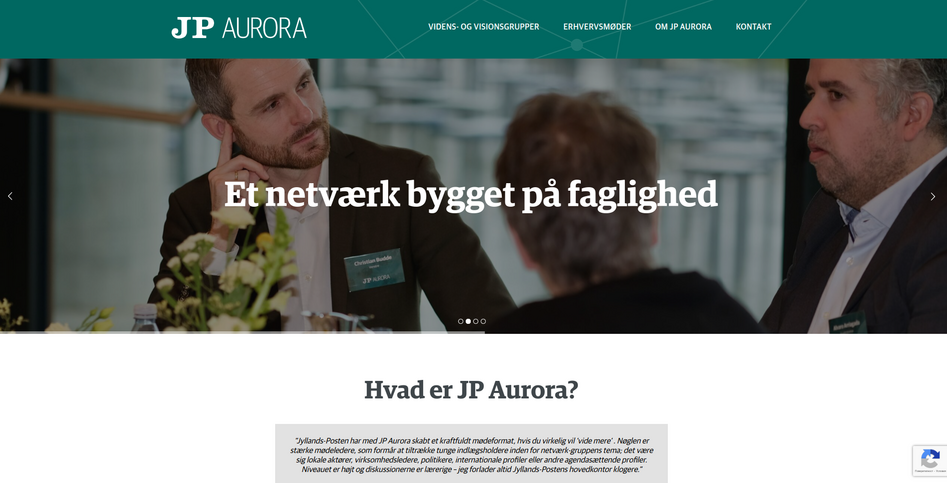 JP AURORA
VIDENS- OG VISIONSGRUPPER ERHVERVSMØDER OM JP AURORA KONTAKT
Et netværk bygget på faglighed
Christian Budde
JP AURORA
Hvad er JP Aurora?
"Jyllands-Posten har med JP Aurora skabt et kraftfuldt mødeformat, hvis du virkelig vil 'vide mere' . Nøglen er
stærke mødeledere, som formår at tiltrække tunge indlægsholdere inden for netværk-gruppens tema; det være
sig lokale aktører, virksomhedsledere, politikere, internationale profiler eller andre agendasættende profiler.
Niveauet er højt og diskussionerne er lærerige – jeg forlader altid Jyllands-Postens hovedkontor klogere."